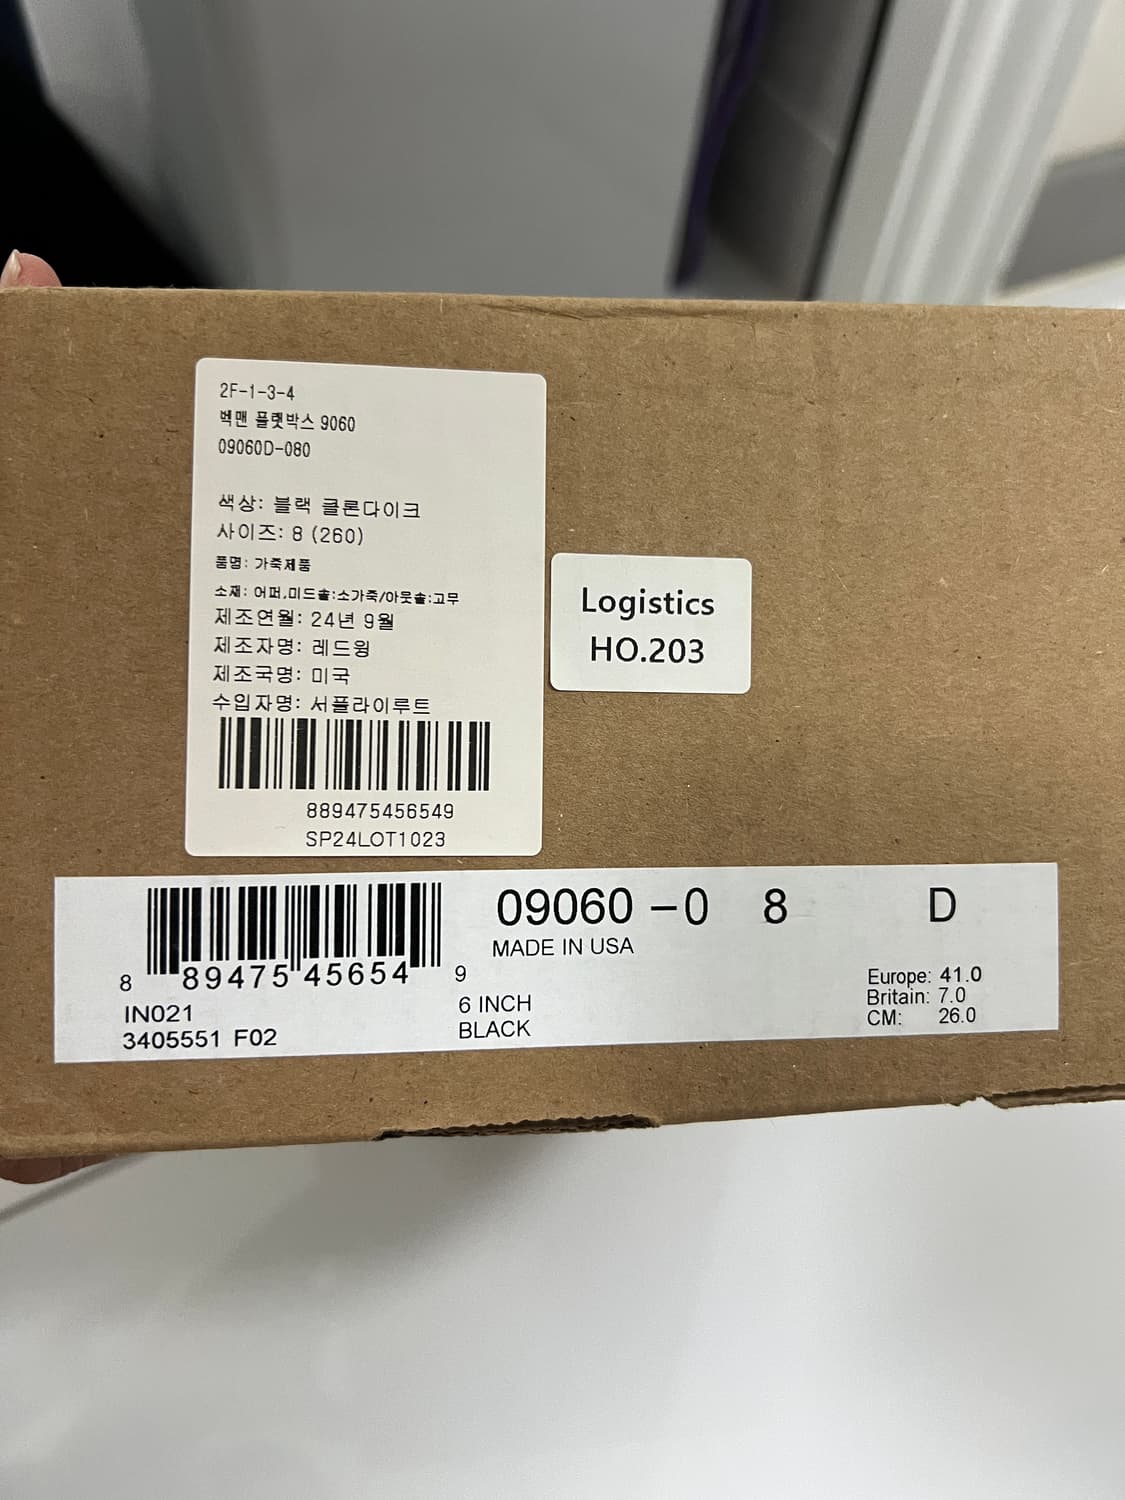 2F-1-3-4
벡맨 플랫박스 9060
09060D-080
색상: 블랙 클론다이크
사이즈: 8 (260)
품명: 가죽제품
소재: 어퍼,미드솔:소가죽/아웃솔:고무
제조연월: 24년 9월
제조자명: 레드윙
제조국명: 미국
수입자명: 서플라이루트
889475456549
SP24LOT1023
Logistics
HO.203
09060 -0 8 D
MADE IN USA
8 89475 45654 9
IN021
3405551 F02
6 INCH
BLACK
Europe: 41.0
Britain: 7.0
CM: 26.0